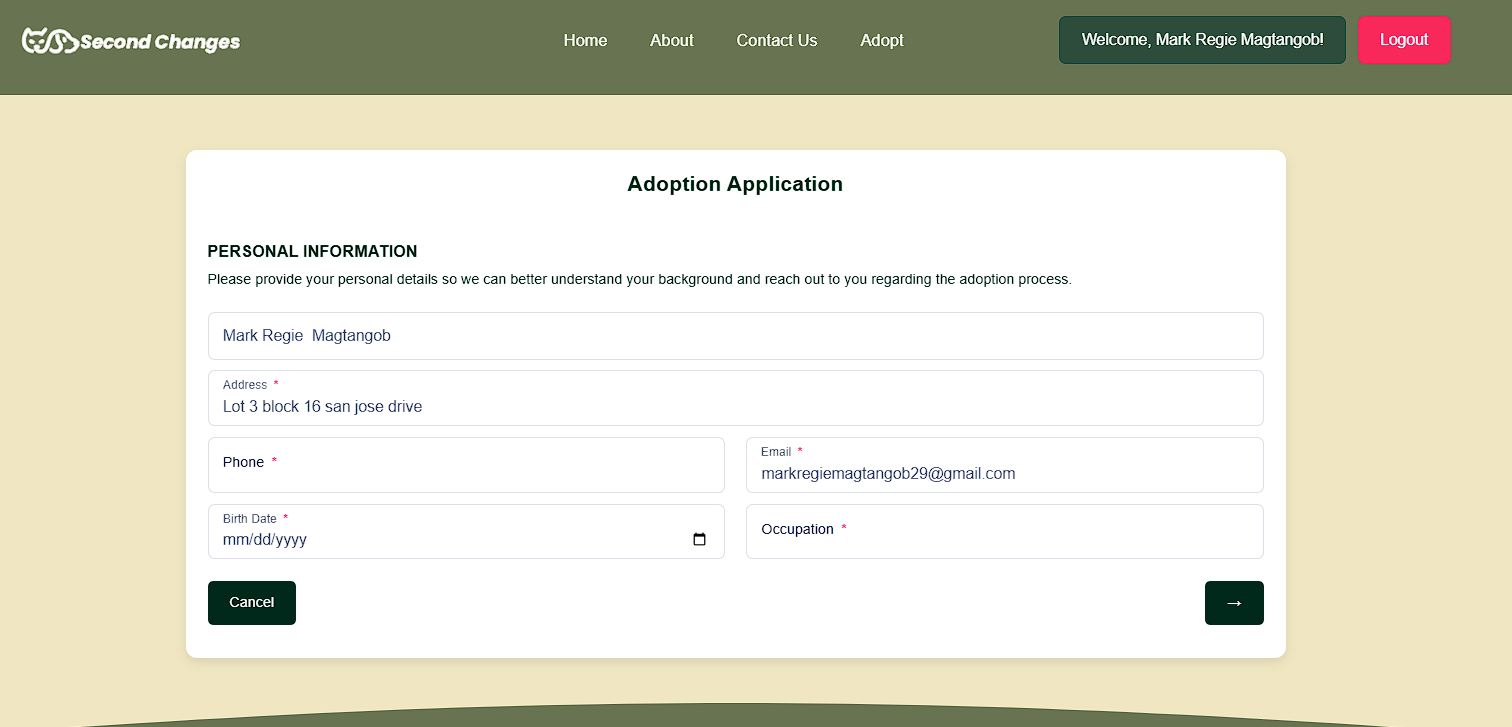 Second Changes
Home About Contact Us Adopt
Welcome, Mark Regie Magtangob!
Logout
Adoption Application
PERSONAL INFORMATION
Please provide your personal details so we can better understand your background and reach out to you regarding the adoption process.
Mark Regie  Magtangob
Address *
Lot 3 block 16 san jose drive
Phone *
Email *
markregiemagtangob29@gmail.com
Birth Date *
mm/dd/yyyy
Occupation *
Cancel
→